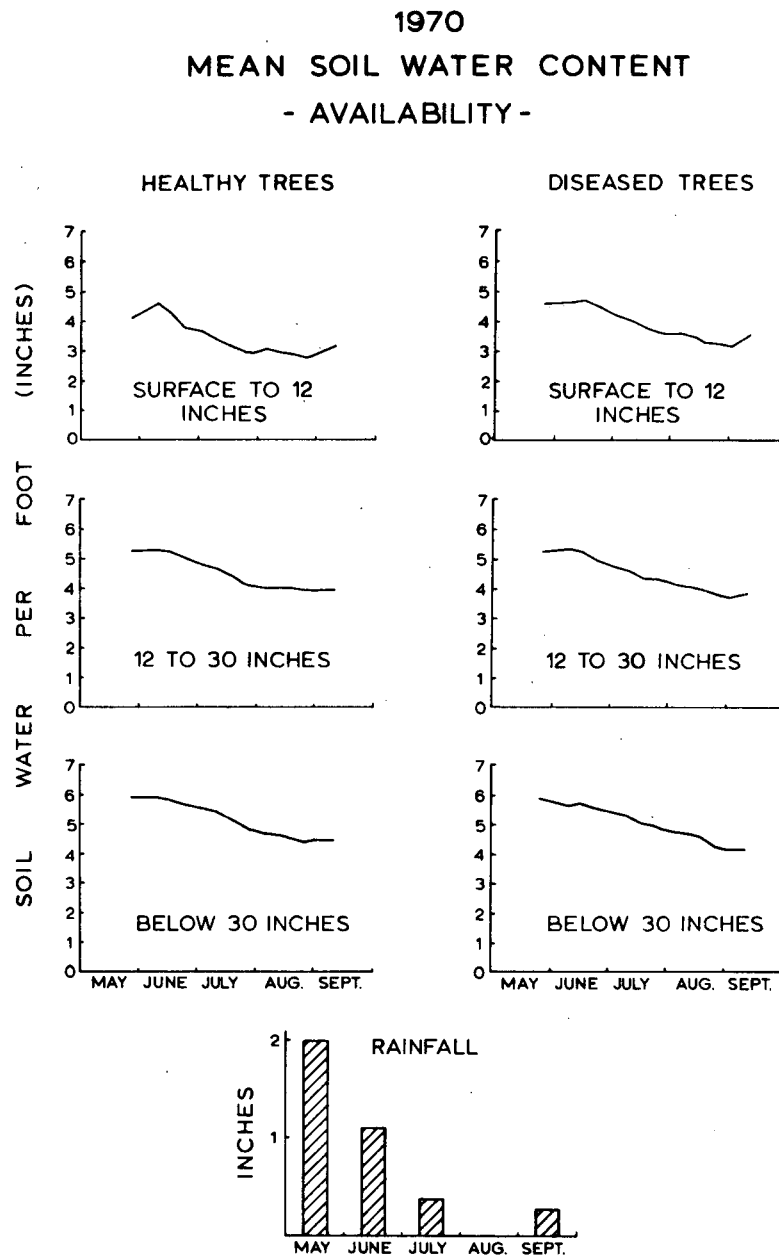 1970
MEAN SOIL WATER CONTENT
- AVAILABILITY -
HEALTHY TREES
DISEASED TREES
SOIL WATER PER FOOT (INCHES)
7
6
5
4
3
2
1
0
SURFACE TO 12
INCHES
7
6
5
4
3
2
1
0
SURFACE TO 12
INCHES
7
6
5
4
3
2
1
0
12 TO 30 INCHES
7
6
5
4
3
2
1
0
12 TO 30 INCHES
7
6
5
4
3
2
1
0
BELOW 30 INCHES
MAY JUNE JULY AUG. SEPT.
7
6
5
4
3
2
1
0
BELOW 30 INCHES
MAY JUNE JULY AUG. SEPT.
RAINFALL
INCHES
2
1
MAY JUNE JULY AUG. SEPT.